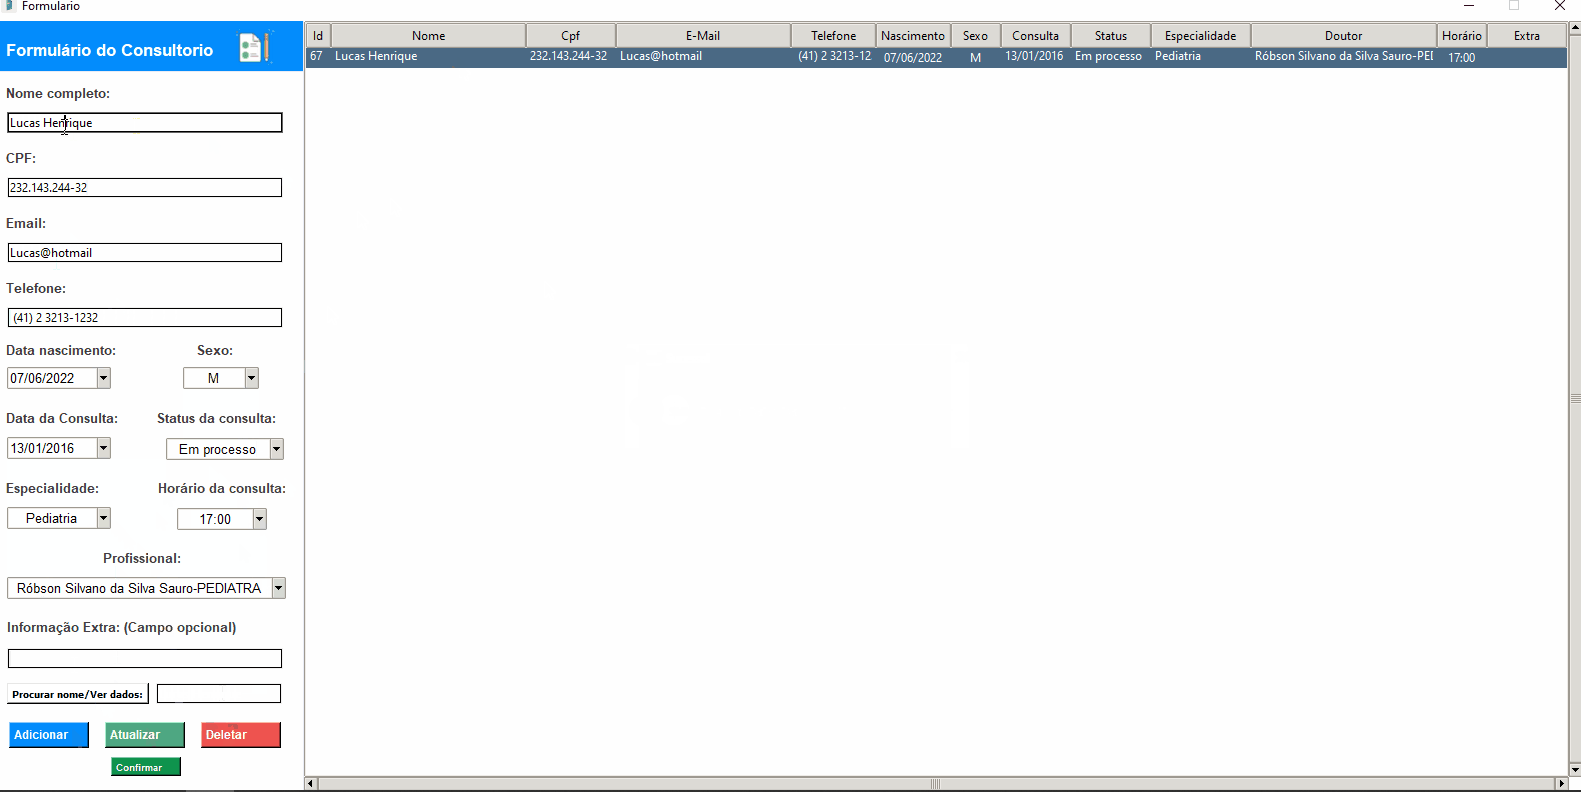 Formulario
Formulário do Consultorio
Nome completo:
Lucas Henrique
CPF:
232.143.244-32
Email:
Lucas@hotmail
Telefone:
(41) 2 3213-1232
Data nascimento: Sexo:
07/06/2022 M
Data da Consulta: Status da consulta:
13/01/2016 Em processo
Especialidade: Horário da consulta:
Pediatria 17:00
Profissional:
Róbson Silvano da Silva Sauro-PEDIATRA
Informação Extra: (Campo opcional)
Procurar nome/Ver dados:
Adicionar Atualizar Deletar
Confirmar
Id Nome Cpf E-Mail Telefone Nascimento Sexo Consulta Status Especialidade Doutor Horário Extra
67 Lucas Henrique 232.143.244-32 Lucas@hotmail (41) 2 3213-12 07/06/2022 M 13/01/2016 Em processo Pediatria Róbson Silvano da Silva Sauro-PEI 17:00